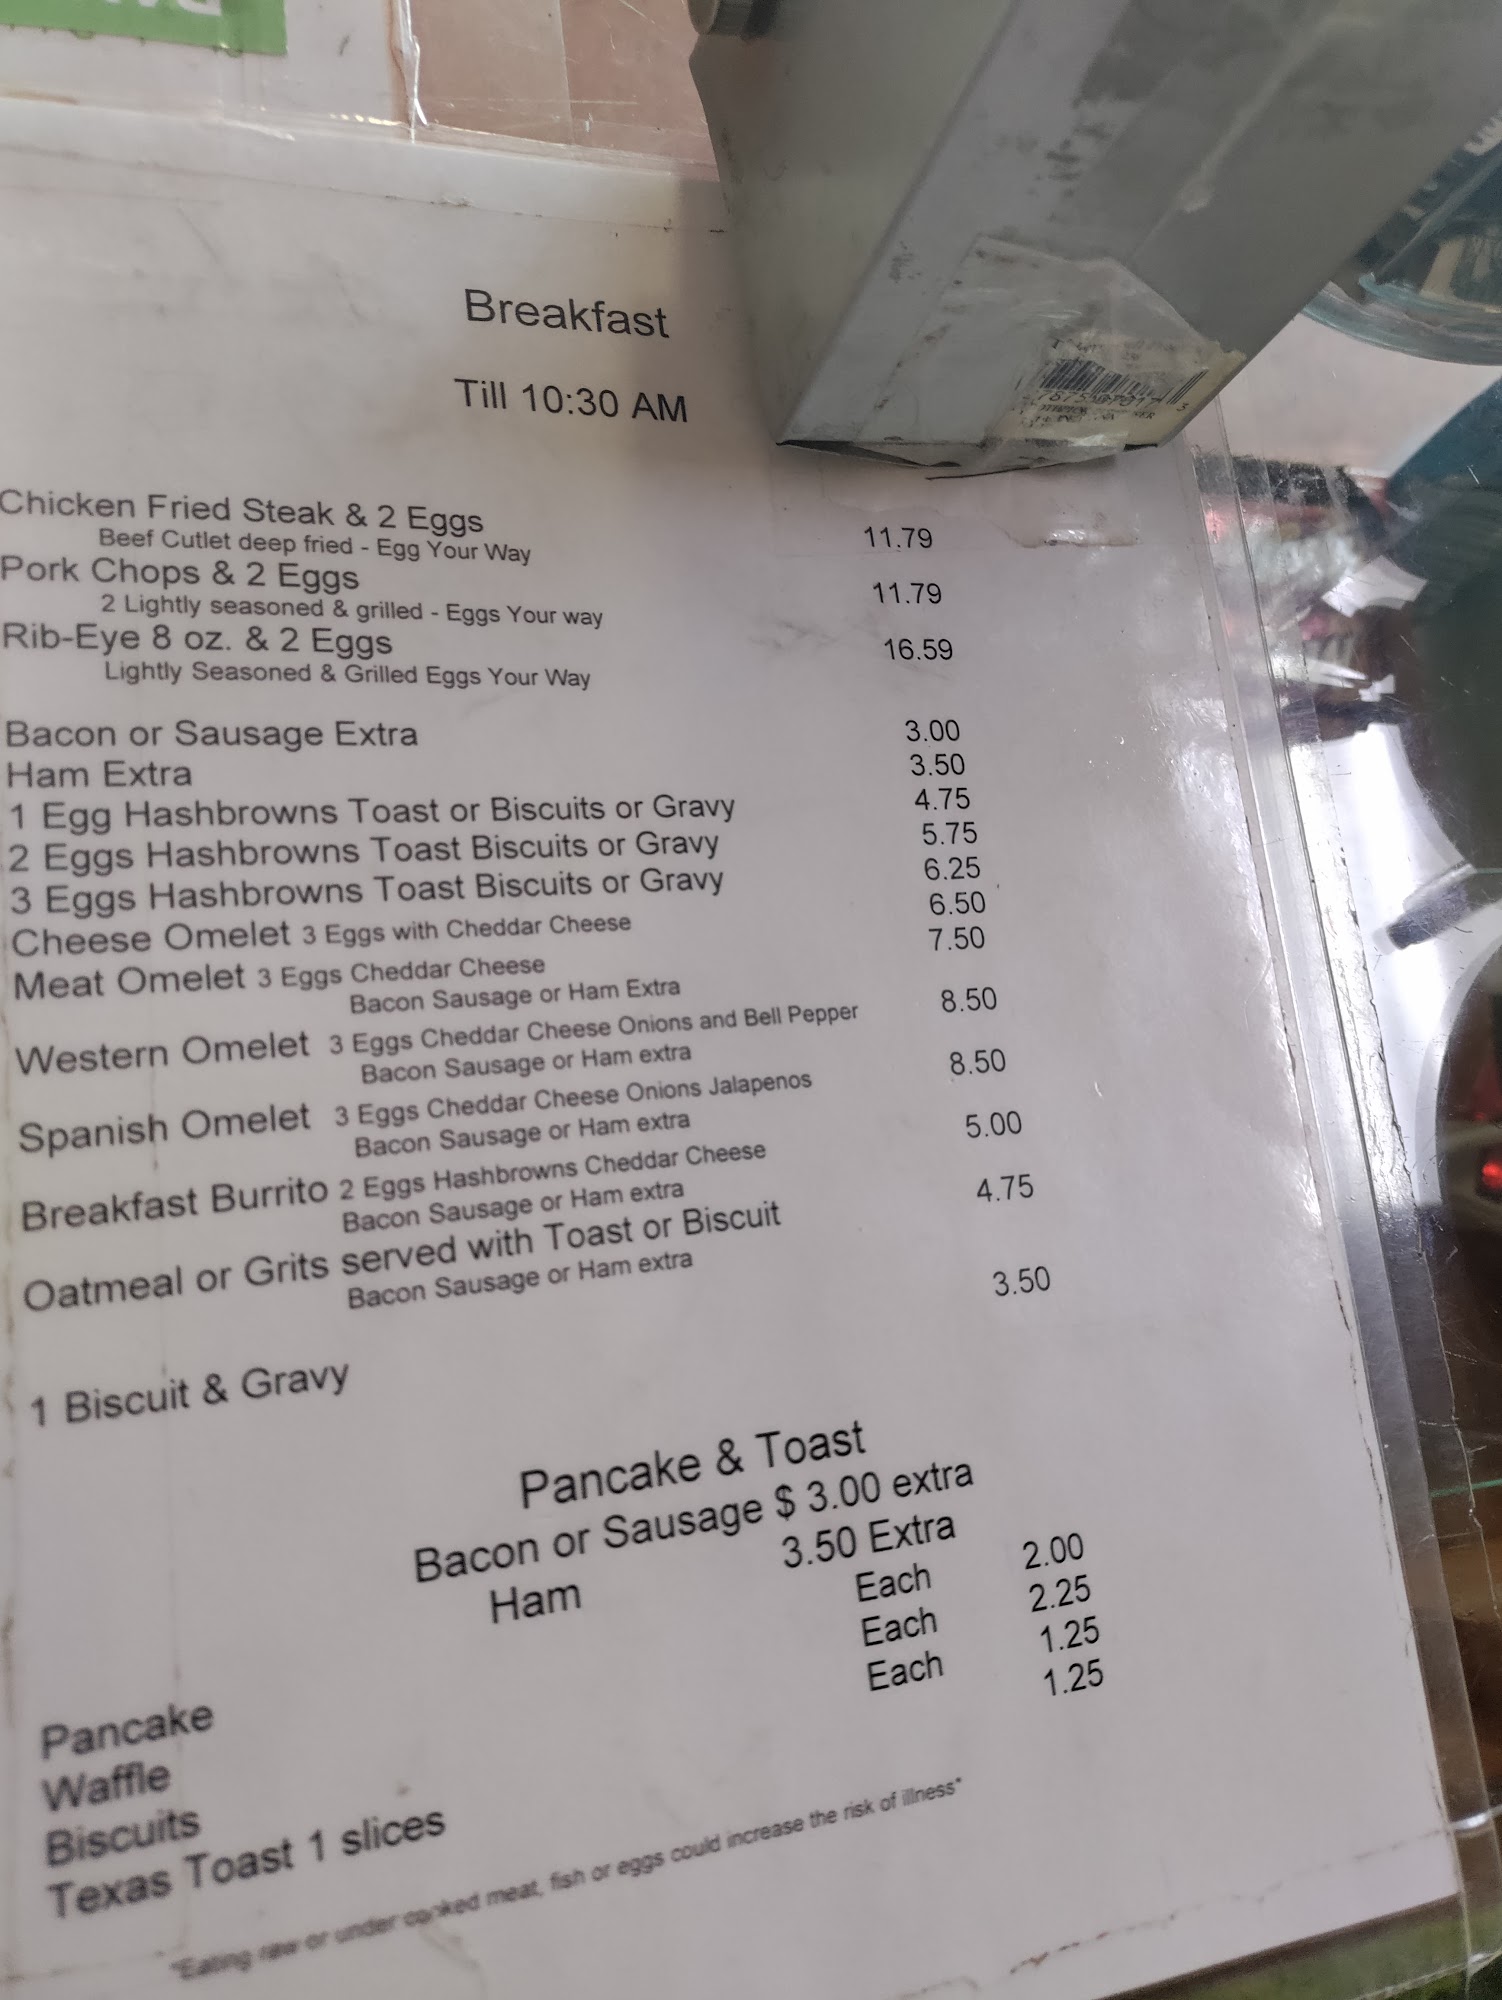 Breakfast
Till 10:30 AM
Chicken Fried Steak & 2 Eggs 11.79
Beef Cutlet deep fried - Egg Your Way
Pork Chops & 2 Eggs 11.79
2 Lightly seasoned & grilled - Eggs Your way
Rib-Eye 8 oz. & 2 Eggs 16.59
Lightly Seasoned & Grilled Eggs Your Way
Bacon or Sausage Extra 3.00
Ham Extra 3.50
1 Egg Hashbrowns Toast or Biscuits or Gravy 4.75
2 Eggs Hashbrowns Toast Biscuits or Gravy 5.75
3 Eggs Hashbrowns Toast Biscuits or Gravy 6.25
Cheese Omelet 3 Eggs with Cheddar Cheese 6.50
Meat Omelet 3 Eggs Cheddar Cheese 7.50
Bacon Sausage or Ham Extra
Western Omelet 3 Eggs Cheddar Cheese Onions and Bell Pepper 8.50
Bacon Sausage or Ham extra
Spanish Omelet 3 Eggs Cheddar Cheese Onions Jalapenos 8.50
Bacon Sausage or Ham extra
Breakfast Burrito 2 Eggs Hashbrowns Cheddar Cheese 5.00
Bacon Sausage or Ham extra
Oatmeal or Grits served with Toast or Biscuit 4.75
Bacon Sausage or Ham extra
1 Biscuit & Gravy 3.50
Pancake & Toast
Bacon or Sausage $ 3.00 extra
Ham 3.50 Extra
Pancake Each 2.00
Waffle Each 2.25
Biscuits Each 1.25
Texas Toast 1 slices 1.25
"Eating raw or under cooked meat, fish or eggs could increase the risk of illness"